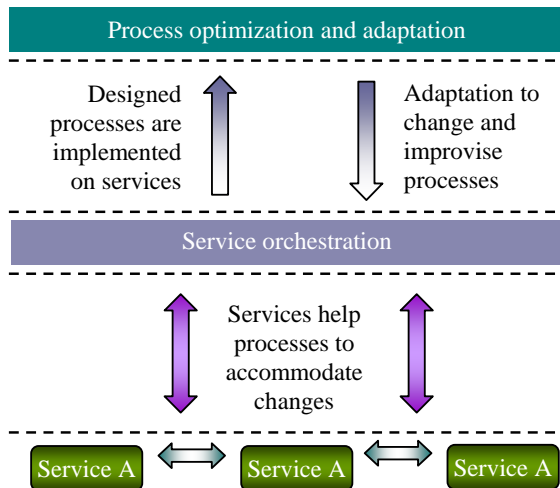 Process optimization and adaptation
Designed
processes are
implemented
on services
Adaptation to
change and
improvise
processes
Service orchestration
Services help
processes to
accommodate
changes
Service A
Service A
Service A